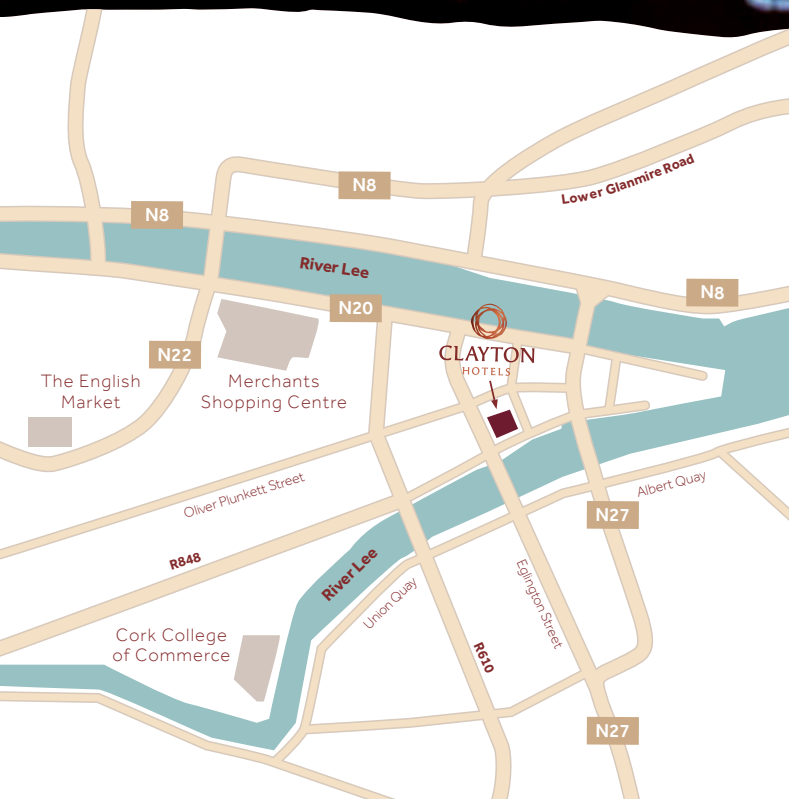 N8
Lower Glanmire Road
N8
River Lee
N8
N20
N22
CLAYTON
HOTELS
The English
Market
Merchants
Shopping Centre
Oliver Plunkett Street
Albert Quay
N27
R848
River Lee
Union Quay
Eglington Street
Cork College
of Commerce
R610
N27